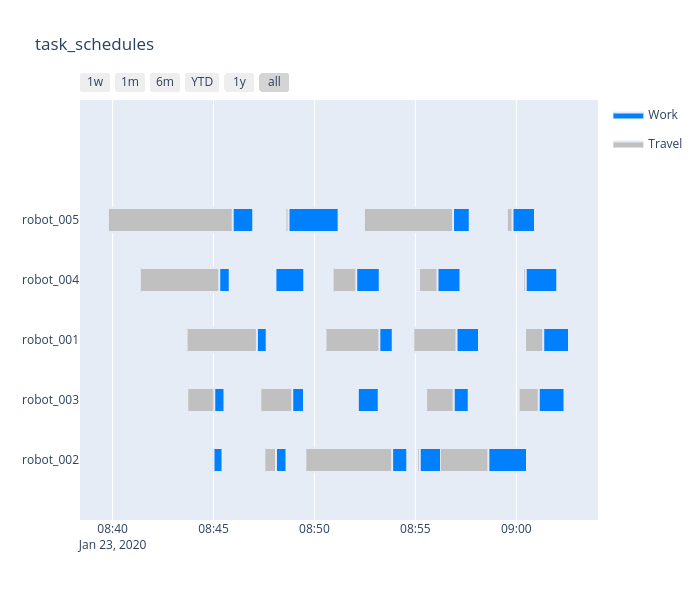 task_schedules
1w 1m 6m YTD 1y all
Work
Travel
robot_005
robot_004
robot_001
robot_003
robot_002
08:40 08:45 08:50 08:55 09:00
Jan 23, 2020